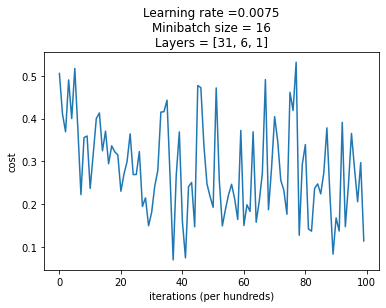 Learning rate =0.0075
Minibatch size = 16
Layers = [31, 6, 1]
0.5
0.4
0.3
0.2
0.1
cost
0 20 40 60 80 100
iterations (per hundreds)